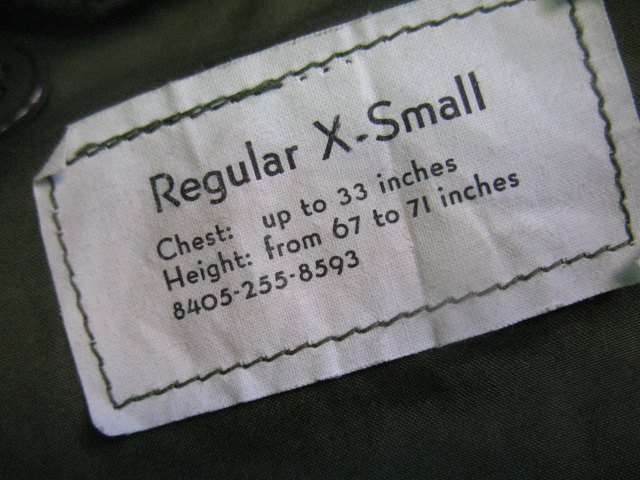 Regular X-Small
Chest: up to 33 inches
Height: from 67 to 71 inches
8405-255-8593